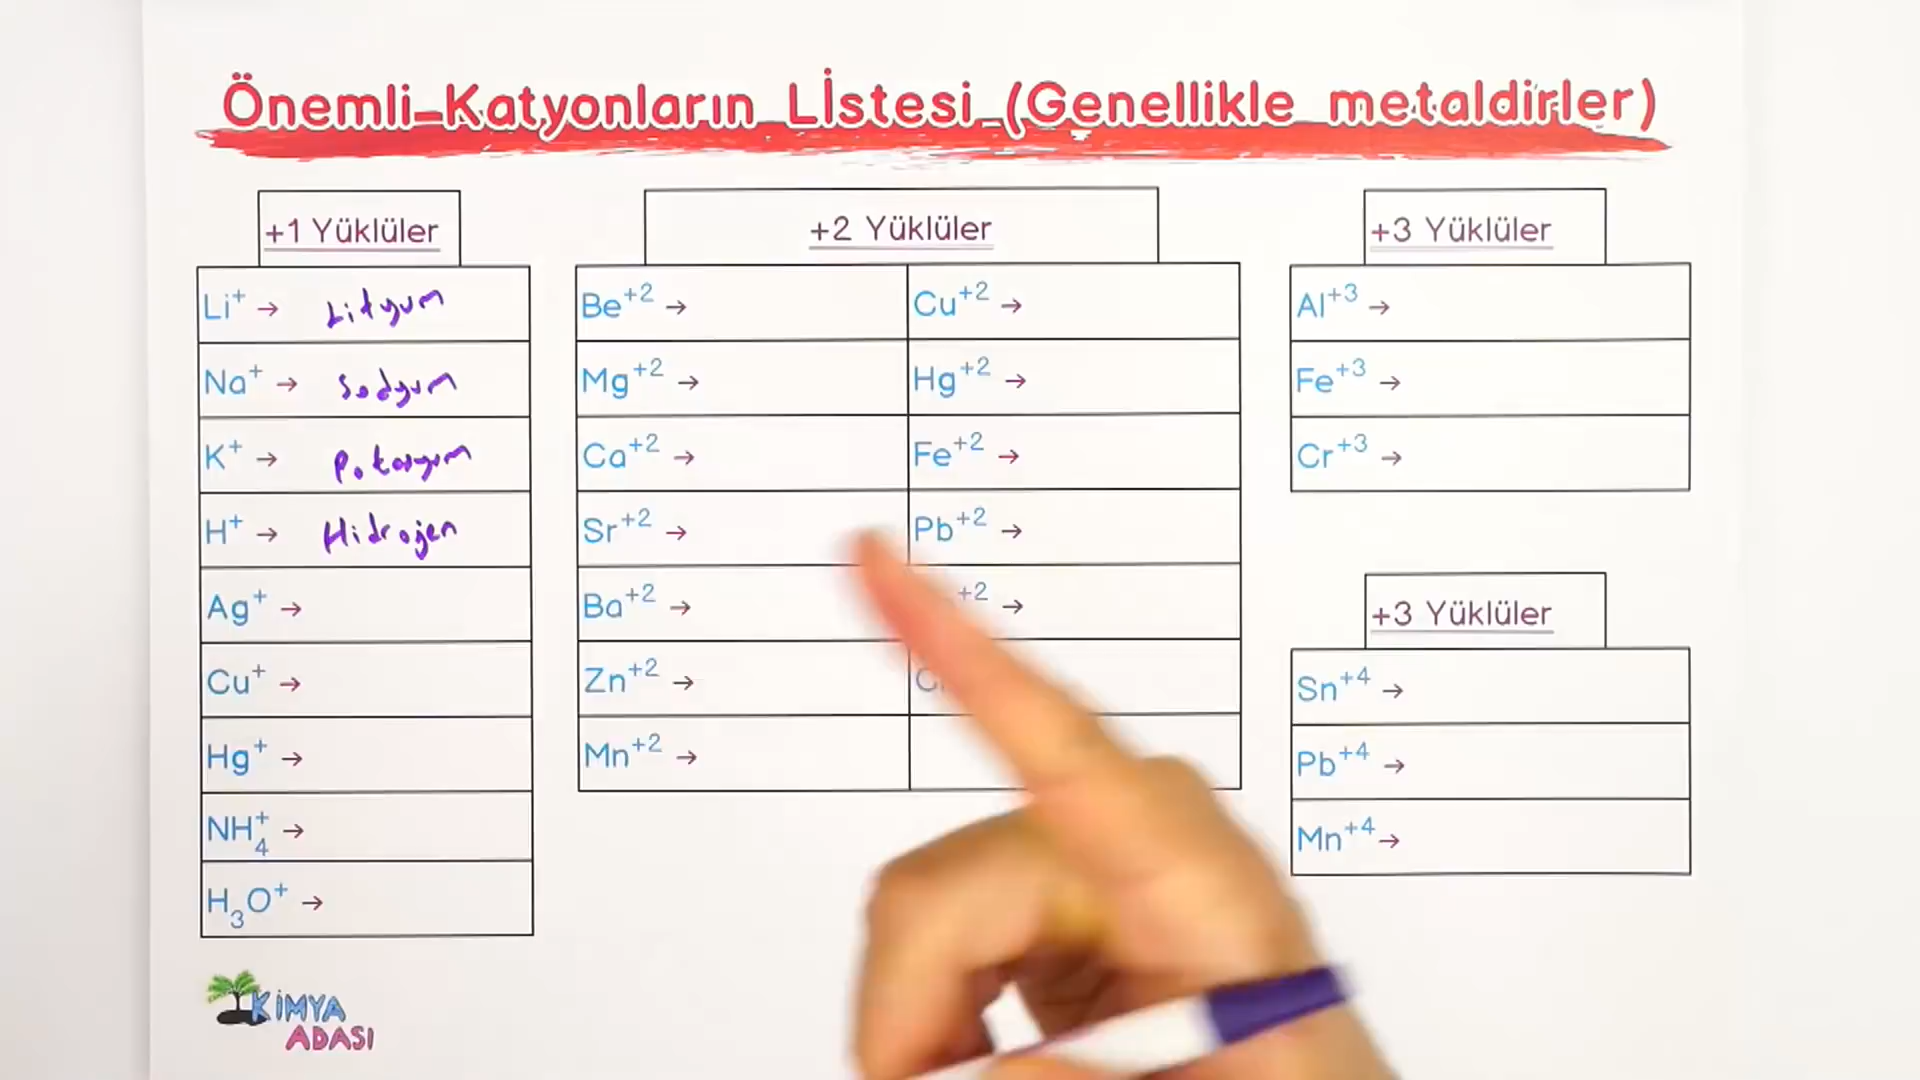 Önemli Katyonların Lİstesi (Genellikle metaldirler)
+1 Yüklüler
Li⁺ → Lityum
Na⁺ → Sodyum
K⁺ → Potasyum
H⁺ → Hidrojen
Ag⁺ →
Cu⁺ →
Hg⁺ →
NH₄⁺ →
H₃O⁺ →
+2 Yüklüler
Be⁺² →
Mg⁺² →
Ca⁺² →
Sr⁺² →
Ba⁺² →
Zn⁺² →
Mn⁺² →
Cu⁺² →
Hg⁺² →
Fe⁺² →
Pb⁺² →
⁺² →
+3 Yüklüler
Al⁺³ →
Fe⁺³ →
Cr⁺³ →
+3 Yüklüler
Sn⁺⁴ →
Pb⁺⁴ →
Mn⁺⁴ →
KİMYA
ADASI